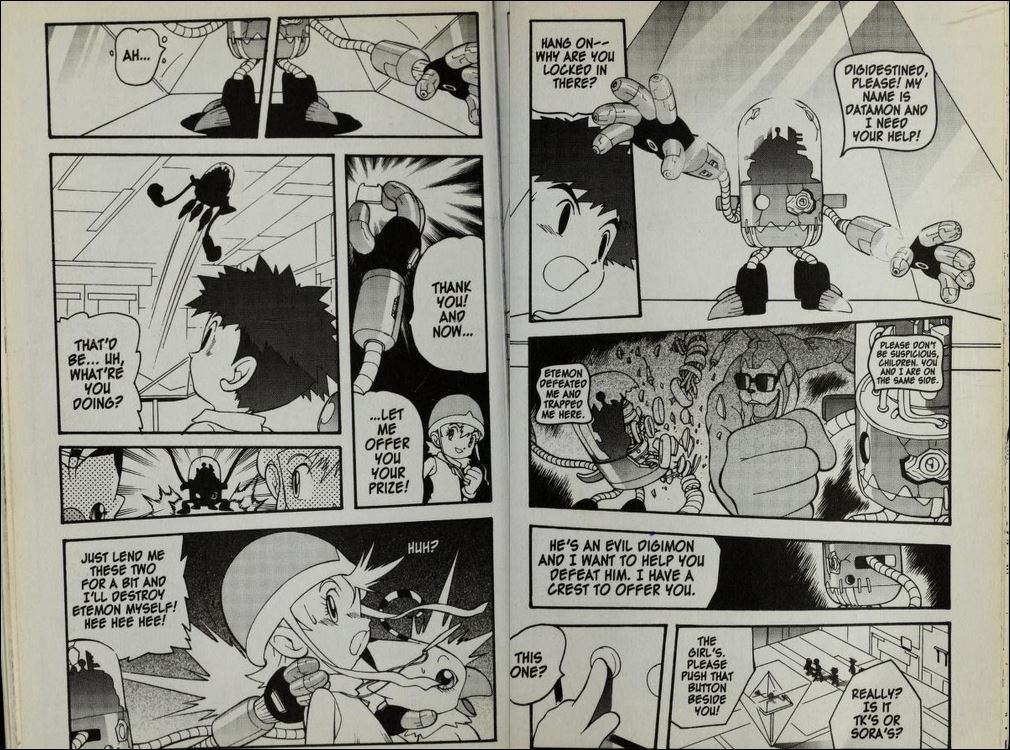 DIGIDESTINED,
PLEASE! MY
NAME IS
DATAMON AND
I NEED
YOUR HELP!
HANG ON--
WHY ARE YOU
LOCKED IN
THERE?
PLEASE DON'T
BE SUSPICIOUS,
CHILDREN. YOU
AND I ARE ON
THE SAME SIDE.
ETEMON
DEFEATED
ME AND
TRAPPED
ME HERE.
HE'S AN EVIL DIGIMON
AND I WANT TO HELP YOU
DEFEAT HIM. I HAVE A
CREST TO OFFER YOU.
REALLY?
IS IT
TK'S OR
SORA'S?
THE
GIRL'S.
PLEASE
PUSH THAT
BUTTON
BESIDE
YOU!
THIS
ONE?
AH...
THANK
YOU!
AND
NOW...
...LET
ME
OFFER
YOU
YOUR
PRIZE!
THAT'D
BE... UH,
WHAT'RE
YOU
DOING?
HUH?
JUST LEND ME
THESE TWO
FOR A BIT AND
I'LL DESTROY
ETEMON MYSELF!
HEE HEE HEE!